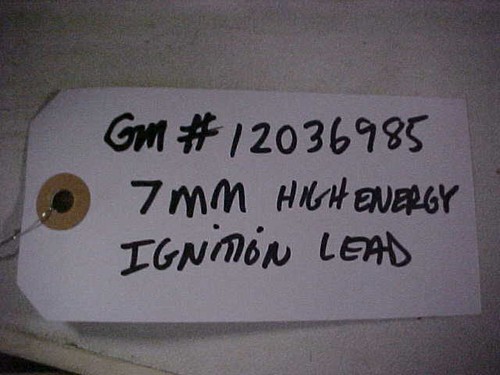 GM # 12036985
7MM HIGH ENERGY
IGNITION LEAD